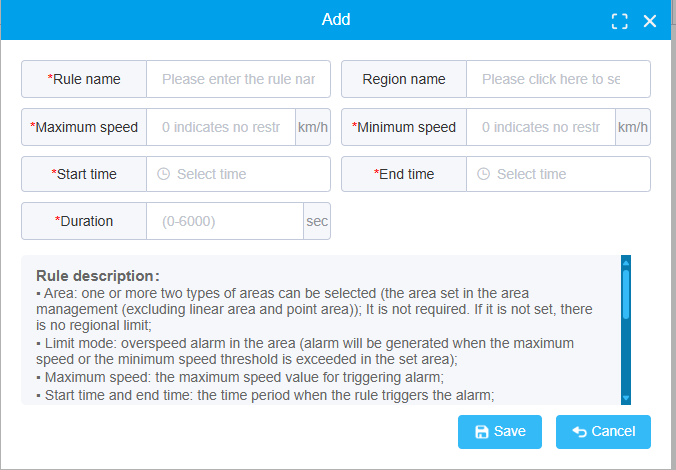 Add
*Rule name Please enter the rule nar Region name Please click here to se
*Maximum speed 0 indicates no restr km/h *Minimum speed 0 indicates no restr km/h
*Start time Select time *End time Select time
*Duration (0-6000) sec
Rule description:
▪ Area: one or more two types of areas can be selected (the area set in the area
management (excluding linear area and point area)); It is not required. If it is not set, there
is no regional limit;
▪ Limit mode: overspeed alarm in the area (alarm will be generated when the maximum
speed or the minimum speed threshold is exceeded in the set area);
▪ Maximum speed: the maximum speed value for triggering alarm;
▪ Start time and end time: the time period when the rule triggers the alarm;
Save Cancel